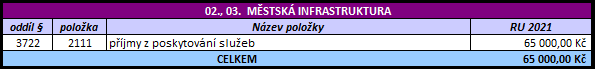 02., 03. MĚSTSKÁ INFRASTRUKTURA
oddíl § položka Název položky RU 2021
3722 2111 příjmy z poskytování služeb 65 000,00 Kč
CELKEM 65 000,00 Kč